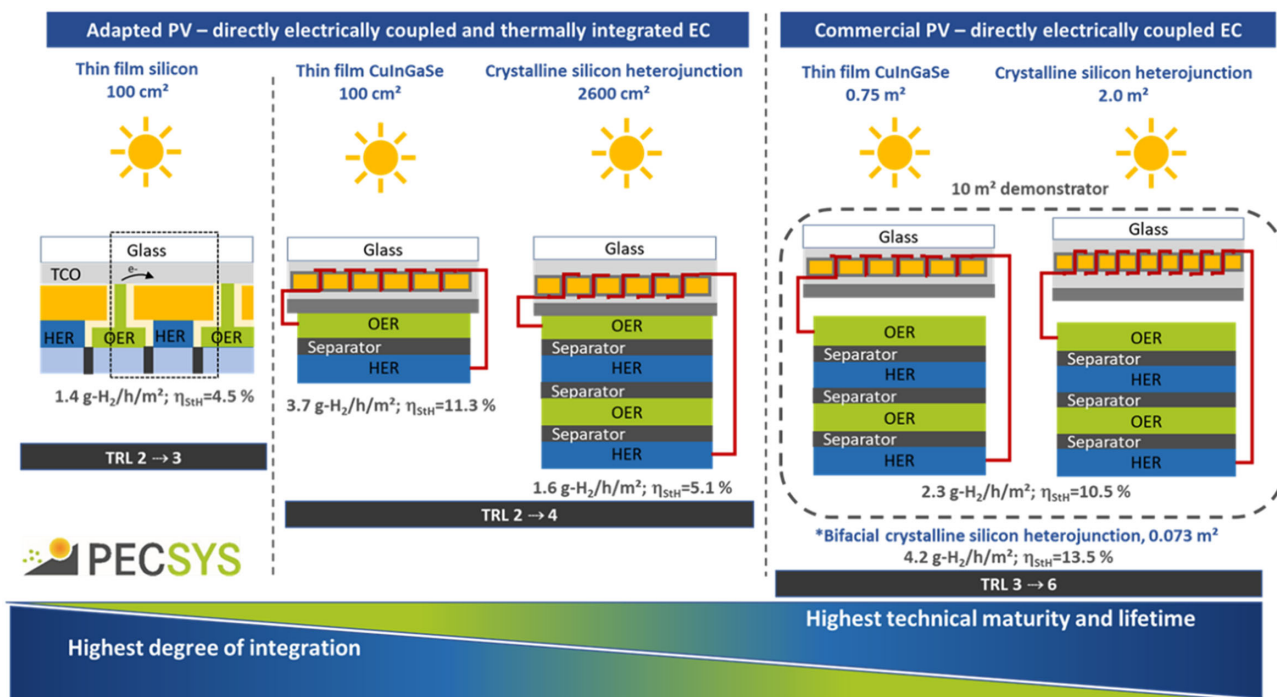 Adapted PV – directly electrically coupled and thermally integrated EC
Commercial PV – directly electrically coupled EC
Thin film silicon
100 cm²
Thin film CuInGaSe
100 cm²
Crystalline silicon heterojunction
2600 cm²
Thin film CuInGaSe
0.75 m²
Crystalline silicon heterojunction
2.0 m²
10 m² demonstrator
Glass
TCO
e-
HER
OER
HER
OER
1.4 g-H₂/h/m²; ηStH=4.5 %
TRL 2 → 3
Glass
OER
Separator
HER
3.7 g-H₂/h/m²; ηStH=11.3 %
Glass
OER
Separator
HER
Separator
OER
Separator
HER
1.6 g-H₂/h/m²; ηStH=5.1 %
TRL 2 → 4
Glass
OER
Separator
HER
OER
Separator
HER
Glass
OER
Separator
HER
OER
Separator
HER
2.3 g-H₂/h/m²; ηStH=10.5 %
*Bifacial crystalline silicon heterojunction, 0.073 m²
4.2 g-H₂/h/m²; ηStH=13.5 %
TRL 3 → 6
PECSYS
Highest technical maturity and lifetime
Highest degree of integration